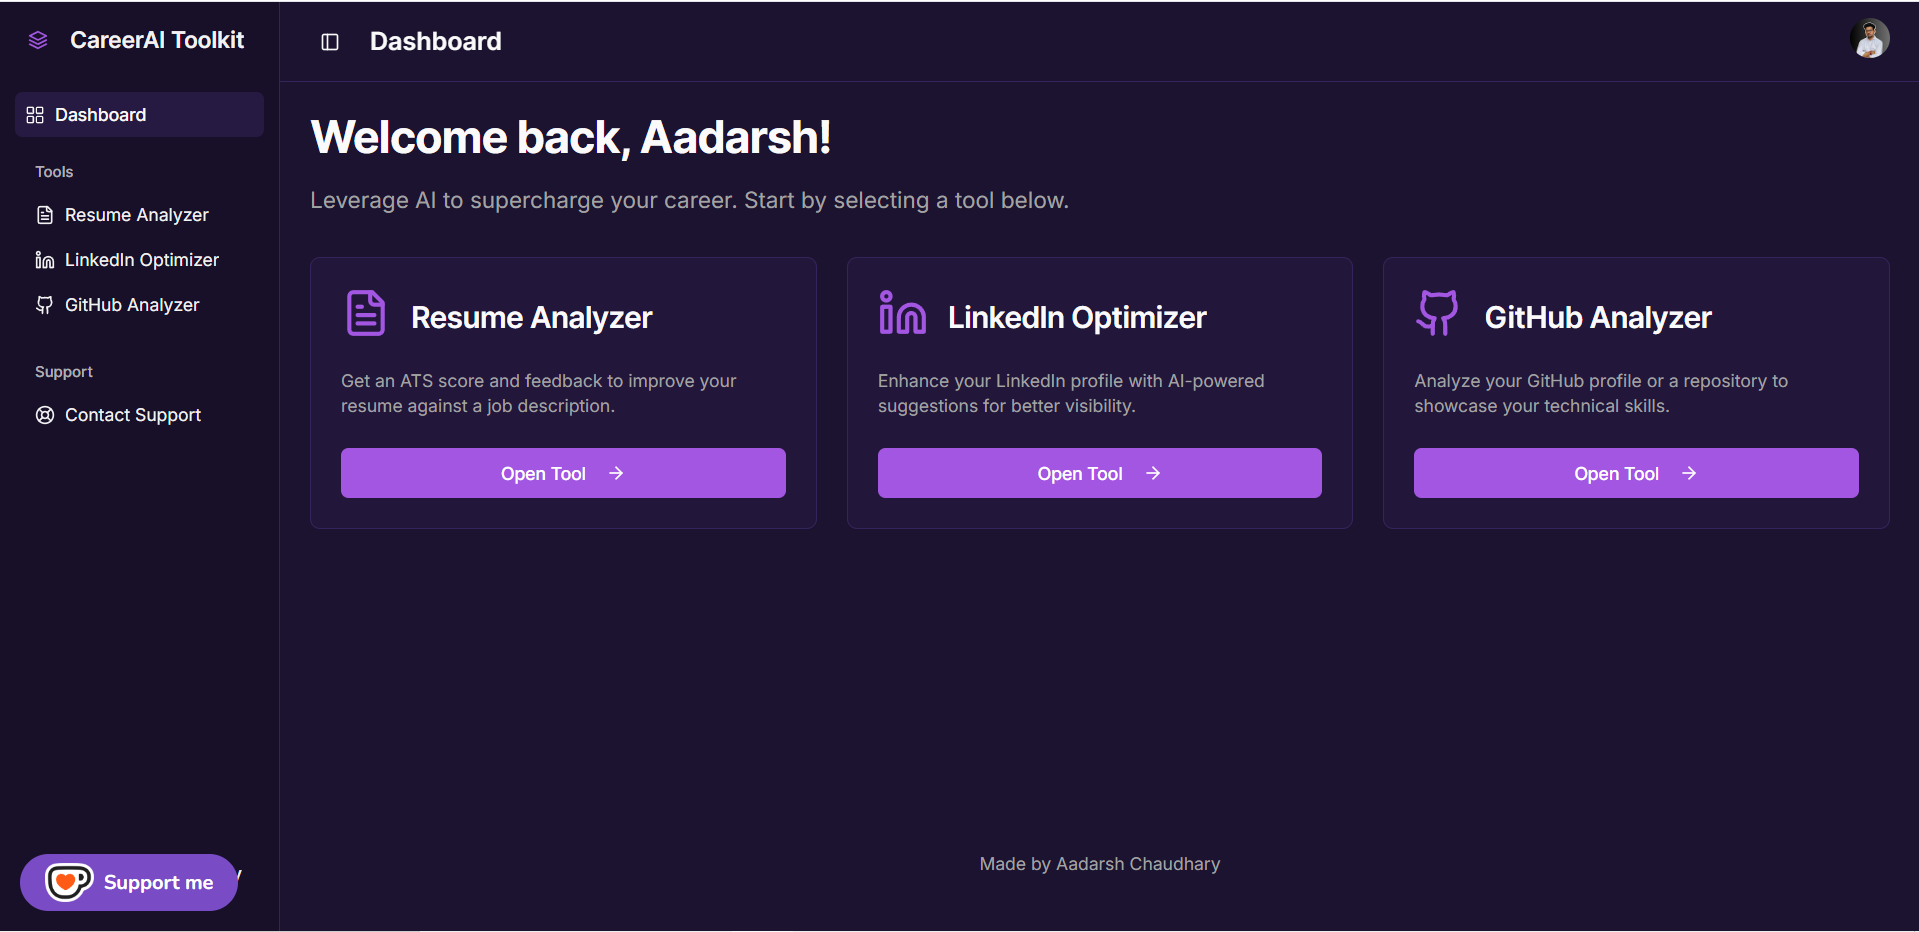 CareerAI Toolkit
Dashboard
Tools
Resume Analyzer
LinkedIn Optimizer
GitHub Analyzer
Support
Contact Support
Support me
Dashboard
Welcome back, Aadarsh!
Leverage AI to supercharge your career. Start by selecting a tool below.
Resume Analyzer
Get an ATS score and feedback to improve your
resume against a job description.
Open Tool →
LinkedIn Optimizer
Enhance your LinkedIn profile with AI-powered
suggestions for better visibility.
Open Tool →
GitHub Analyzer
Analyze your GitHub profile or a repository to
showcase your technical skills.
Open Tool →
Made by Aadarsh Chaudhary